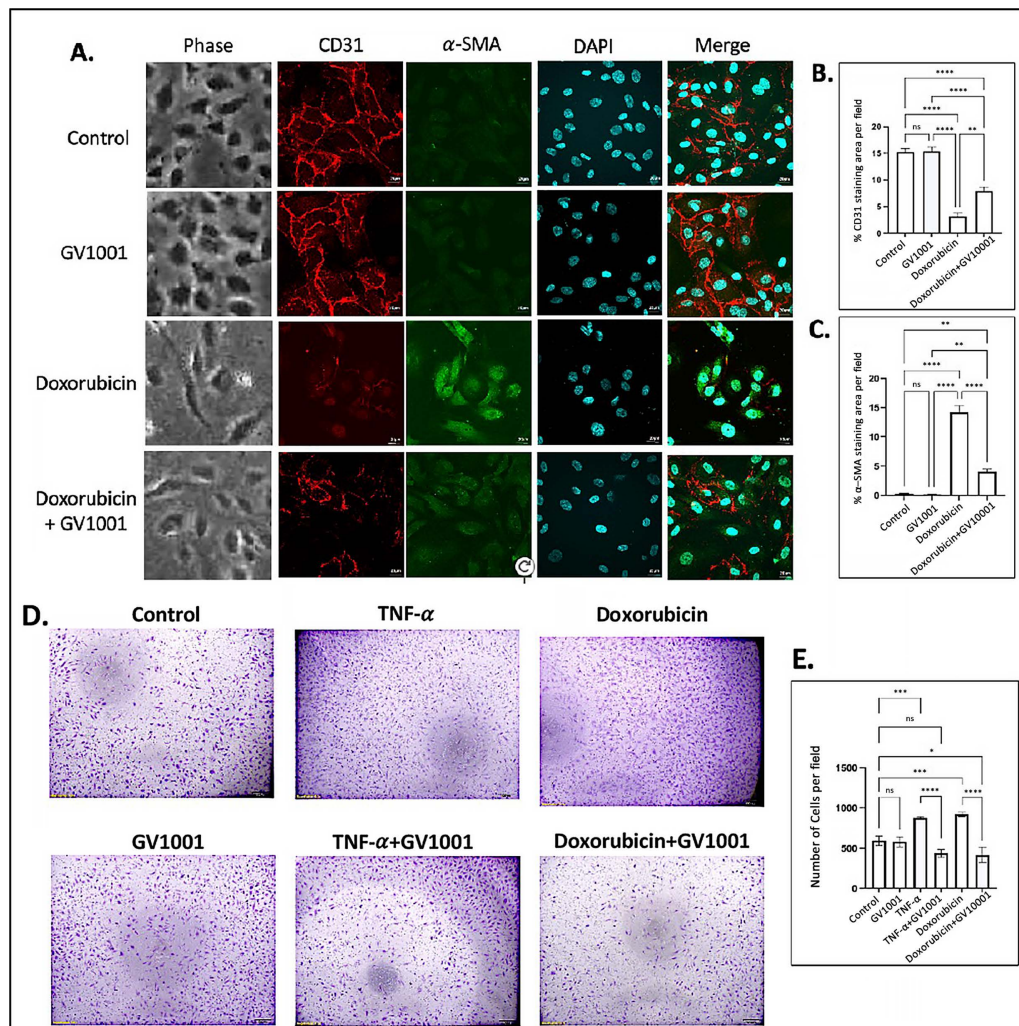 A.
Phase CD31 α-SMA DAPI Merge
Control
GV1001
Doxorubicin
Doxorubicin
+ GV1001
B.
****
****
****
ns **** **
% CD31 staining area per field
20
15
10
5
0
Control
GV1001
Doxorubicin
Doxorubicin+GV10001
C.
**
**
****
ns **** ****
% α-SMA staining area per field
20
15
10
5
0
Control
GV1001
Doxorubicin
Doxorubicin+GV10001
D.
Control TNF-α Doxorubicin
GV1001 TNF-α+GV1001 Doxorubicin+GV1001
E.
***
ns
*
***
ns **** ****
Number of Cells per field
1500
1000
500
0
Control
GV1001
TNF-α
TNF-α+GV1001
Doxorubicin
Doxorubicin+GV10001